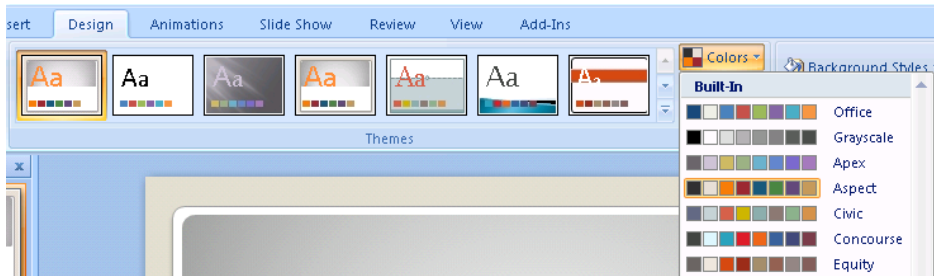 sert Design Animations Slide Show Review View Add-Ins
Aa Aa Aa Aa Aa Aa Aa
Colors
Background Styles
Themes
Built-In
Office
Grayscale
Apex
Aspect
Civic
Concourse
Equity
x